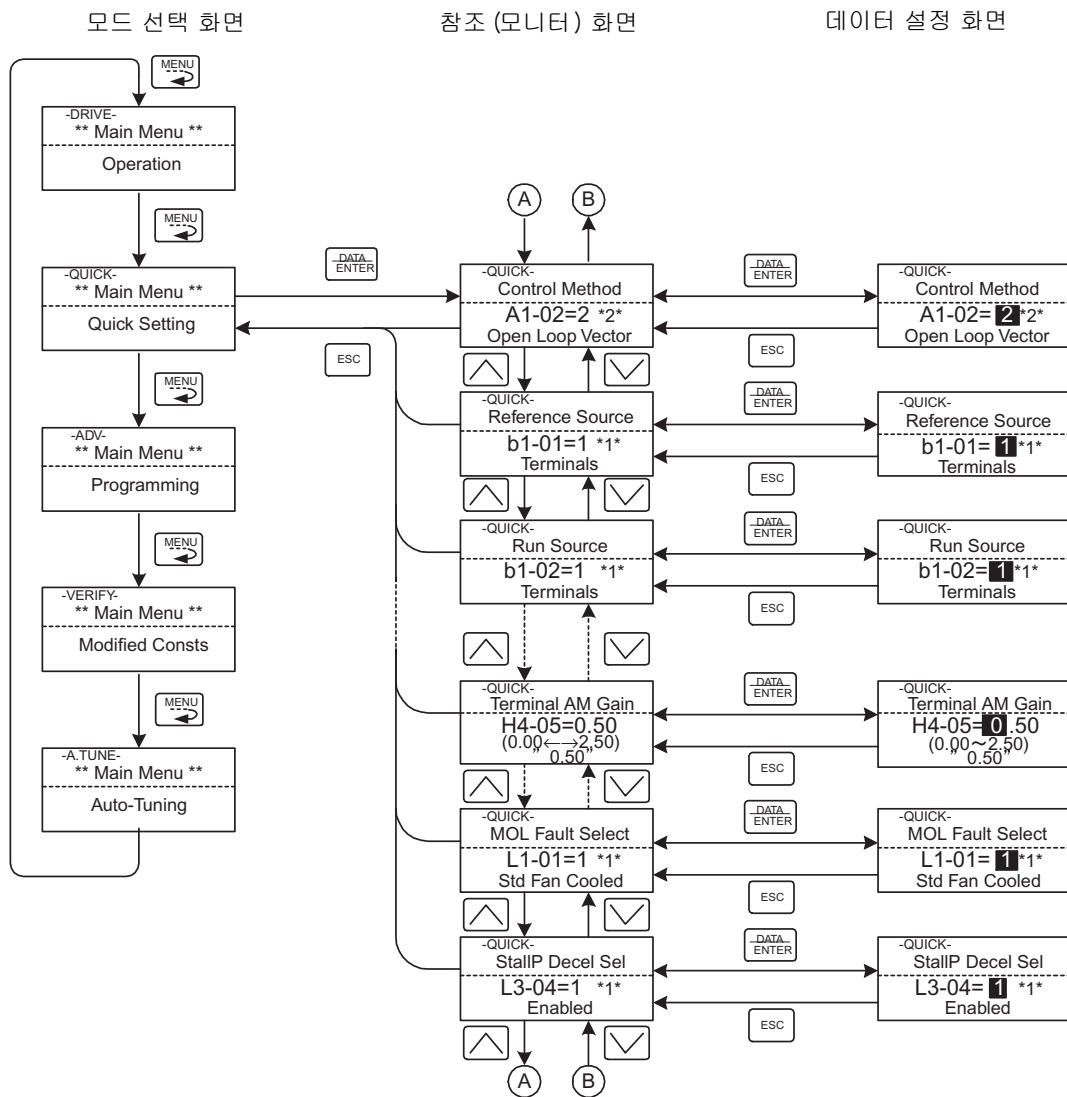 모드 선택 화면
참조 (모니터) 화면
데이터 설정 화면
MENU
-DRIVE-
** Main Menu **
Operation
MENU
-QUICK-
** Main Menu **
Quick Setting
MENU
-ADV-
** Main Menu **
Programming
MENU
-VERIFY-
** Main Menu **
Modified Consts
MENU
-A.TUNE-
** Main Menu **
Auto-Tuning
DATA
ENTER
ESC
A
B
-QUICK-
Control Method
A1-02=2 *2*
Open Loop Vector
DATA
ENTER
ESC
-QUICK-
Control Method
A1-02= 2 *2*
Open Loop Vector
-QUICK-
Reference Source
b1-01=1 *1*
Terminals
DATA
ENTER
ESC
-QUICK-
Reference Source
b1-01= 1 *1*
Terminals
-QUICK-
Run Source
b1-02=1 *1*
Terminals
DATA
ENTER
ESC
-QUICK-
Run Source
b1-02= 1 *1*
Terminals
-QUICK-
Terminal AM Gain
H4-05=0.50
(0.00←→2.50)
" 0.50"
DATA
ENTER
ESC
-QUICK-
Terminal AM Gain
H4-05= 0 .50
(0.00~2.50)
" 0.50"
-QUICK-
MOL Fault Select
L1-01=1 *1*
Std Fan Cooled
DATA
ENTER
ESC
-QUICK-
MOL Fault Select
L1-01= 1 *1*
Std Fan Cooled
-QUICK-
StallP Decel Sel
L3-04=1 *1*
Enabled
DATA
ENTER
ESC
-QUICK-
StallP Decel Sel
L3-04= 1 *1*
Enabled
A
B